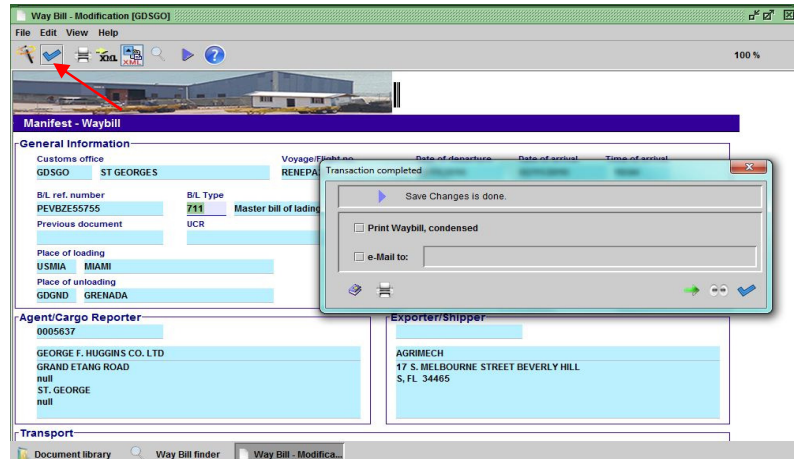 Way Bill - Modification [GDSGO]
File Edit View Help
XML
XML
?
100 %
Manifest - Waybill
General Information
Customs office Voyage/Flight no. Date of departure Date of arrival Time of arrival
GDSGO ST GEORGES
B/L ref. number B/L Type
PEVBZE55755 711 Master bill of lading
Previous document UCR
Place of loading
USMIA MIAMI
Place of unloading
GDGND GRENADA
Transaction completed
Save Changes is done.
Print Waybill, condensed
e-Mail to:
Agent/Cargo Reporter Exporter/Shipper
0005637
GEORGE F. HUGGINS CO. LTD AGRIMECH
GRAND ETANG ROAD 17 S. MELBOURNE STREET BEVERLY HILL
null S, FL 34465
ST. GEORGE
null
Transport
Document library Way Bill finder Way Bill - Modifica...